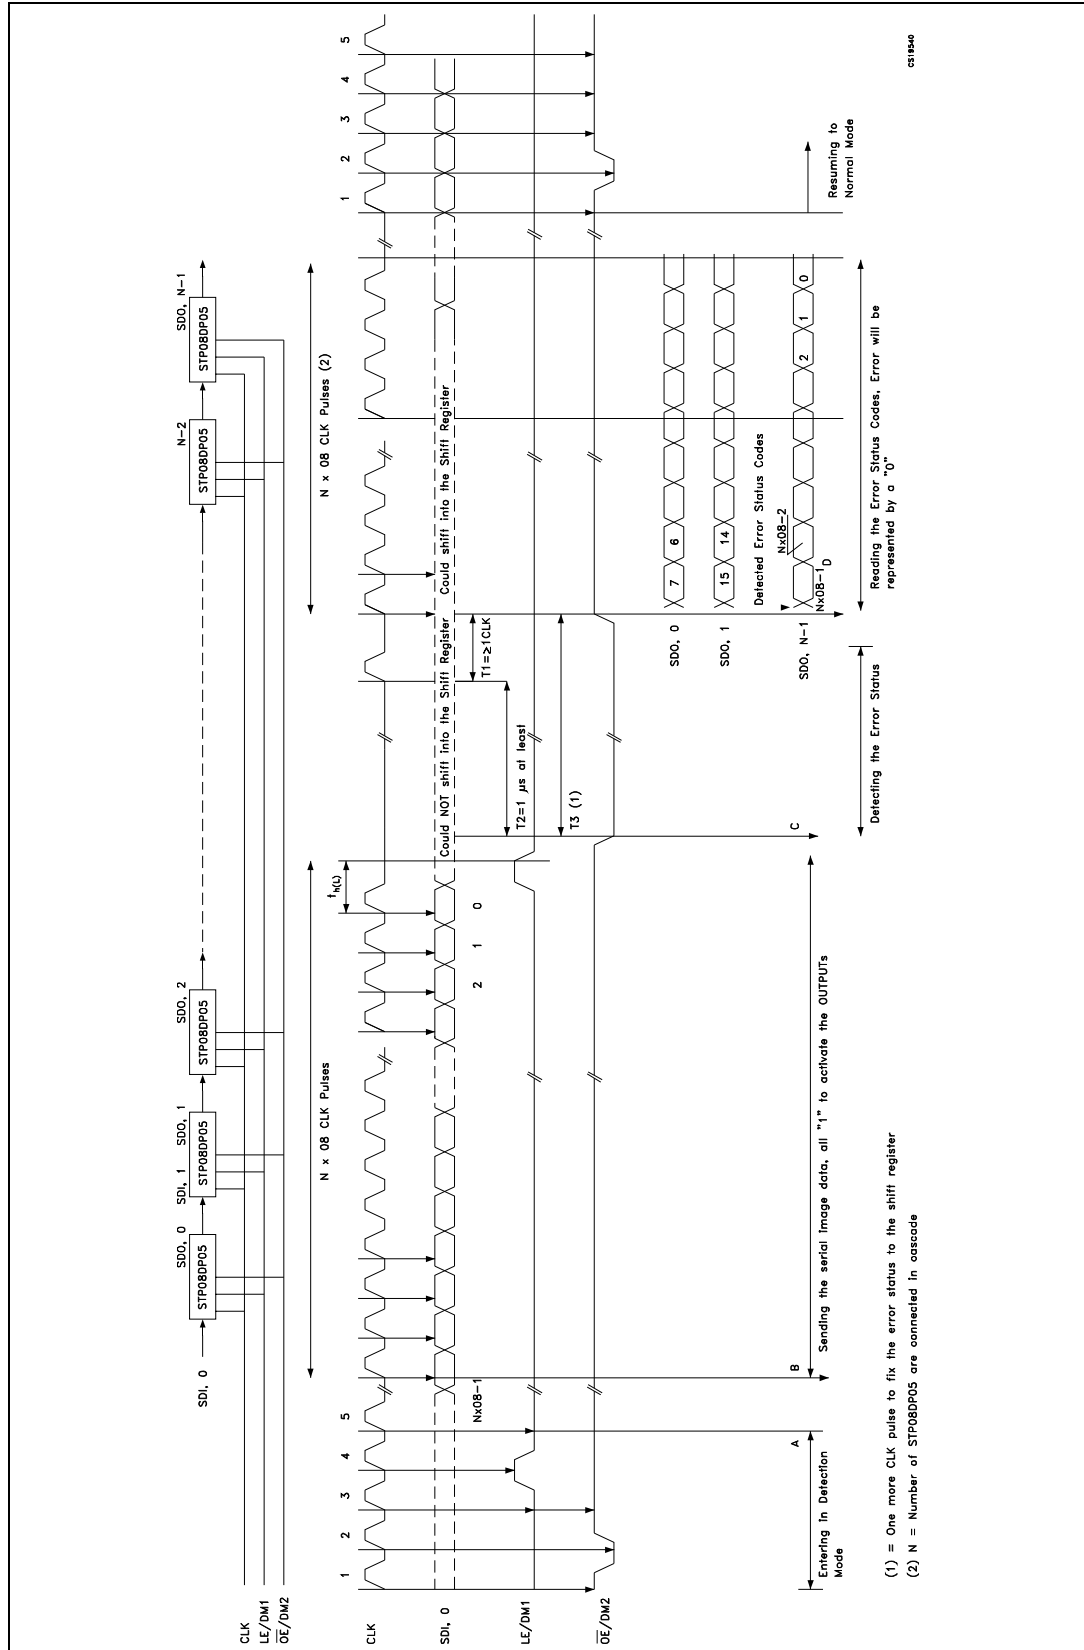 SDI, 0
STP08DP05
SDO, 0
SDI, 1
STP08DP05
SDO, 1
STP08DP05
SDO, 2
N-2
STP08DP05
SDO, N-1
STP08DP05
CLK
LE/DM1
OE/DM2
N x 08 CLK Pulses
N x 08 CLK Pulses (2)
1 2 3 4 5
1 2 3 4 5
CLK
th(L)
SDI, 0
Could NOT shift into the Shift Register
Could shift into the Shift Register
Nx08-1
2 1 0
T1=≥1CLK
T2=1 μs at least
LE/DM1
T3 (1)
OE/DM2
SDO, 0
7 6
SDO, 1
15 14
Detected Error Status Codes
Nx08-2
SDO, N-1
2 1 0
Nx08-1
D
A
B
C
Entering in Detection
Mode
Sending the serial image data, all "1" to activate the OUTPUTs
Detecting the Error Status
Reading the Error Status Codes, Error will be
represented by a "0"
Resuming to
Normal Mode
(1) = One more CLK pulse to fix the error status to the shift register
(2) N = Number of STP08DP05 are connected in cascade
CS19540